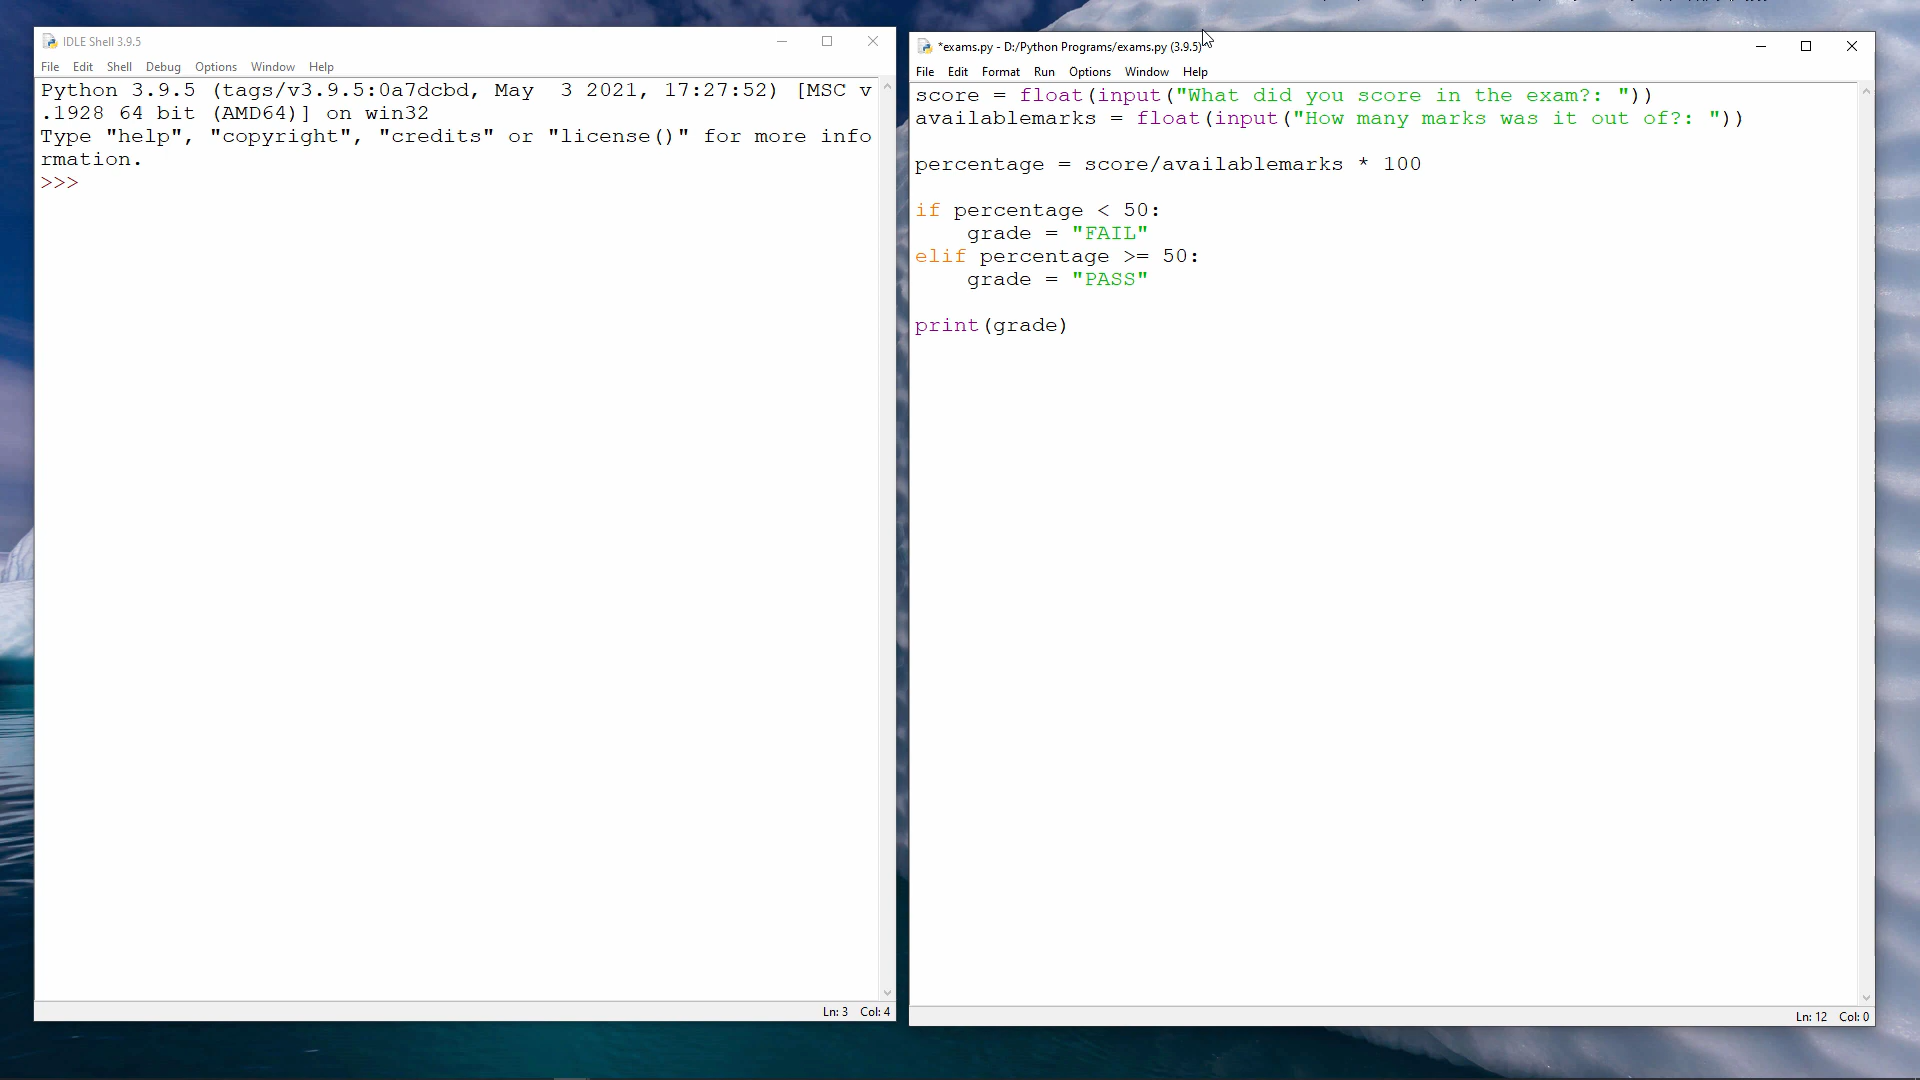 IDLE Shell 3.9.5
File Edit Shell Debug Options Window Help
Python 3.9.5 (tags/v3.9.5:0a7dcbd, May  3 2021, 17:27:52) [MSC v
.1928 64 bit (AMD64)] on win32
Type "help", "copyright", "credits" or "license()" for more info
rmation.
>>>
Ln: 3 Col: 4
*exams.py - D:/Python Programs/exams.py (3.9.5)*
File Edit Format Run Options Window Help
score = float(input("What did you score in the exam?: "))
availablemarks = float(input("How many marks was it out of?: "))
percentage = score/availablemarks * 100
if percentage < 50:
    grade = "FAIL"
elif percentage >= 50:
    grade = "PASS"
print(grade)
Ln: 12 Col: 0